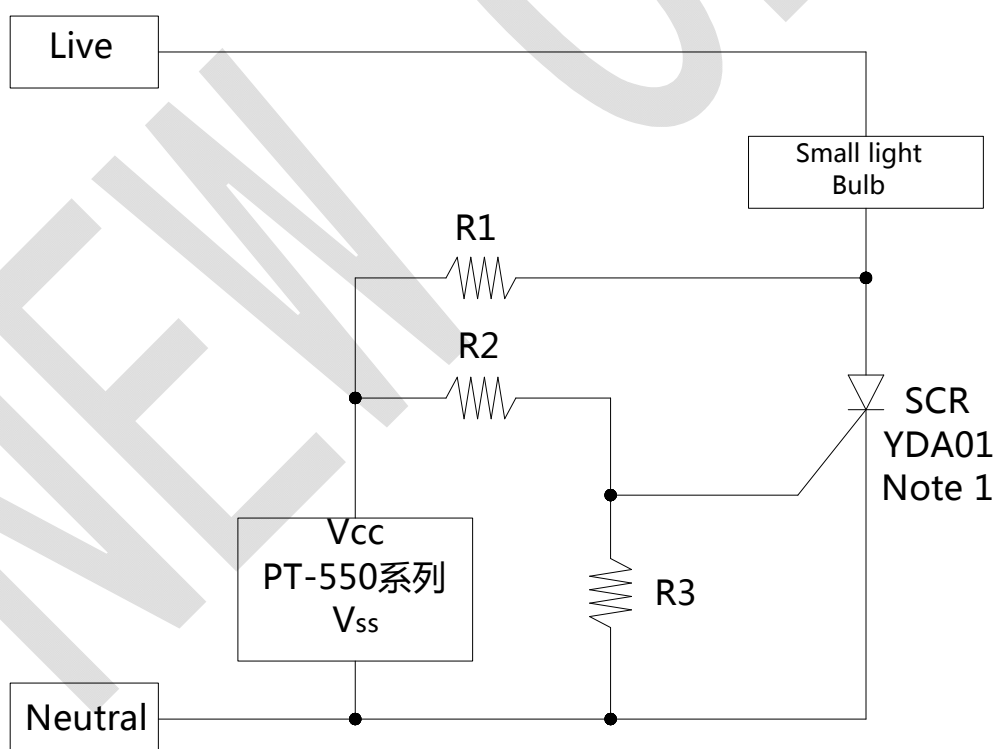 Live
Small light
Bulb
R1
R2
SCR
YDA01
Note 1
Vcc
PT-550系列
Vss
R3
Neutral
NEW